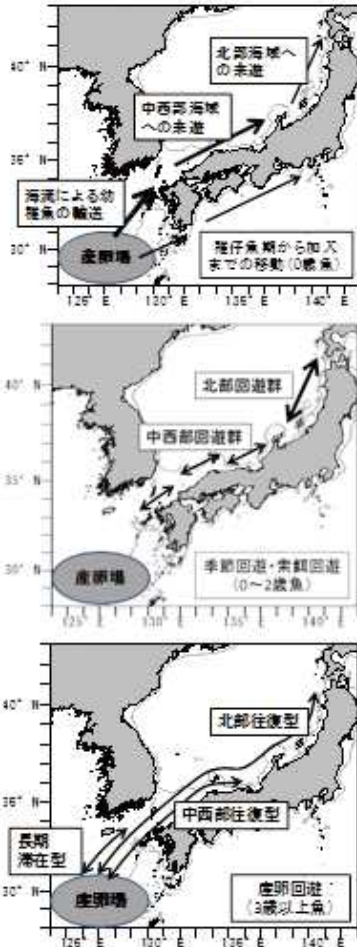 40° N
35° N
30° N
125° E
130° E
135° E
140° E
北部海域へ
の来遊
中西部海域
への来遊
海流による幼
稚魚の輸送
産卵場
稚仔魚期から加入
までの移動(0歳魚)
40° N
35° N
30° N
125° E
130° E
135° E
140° E
北部回遊群
中西部回遊群
産卵場
季節回遊・索餌回遊
(0～2歳魚)
40° N
35° N
30° N
125° E
130° E
135° E
140° E
北部往復型
中西部往復型
長期
滞在型
産卵場
産卵回遊
(3歳以上魚)